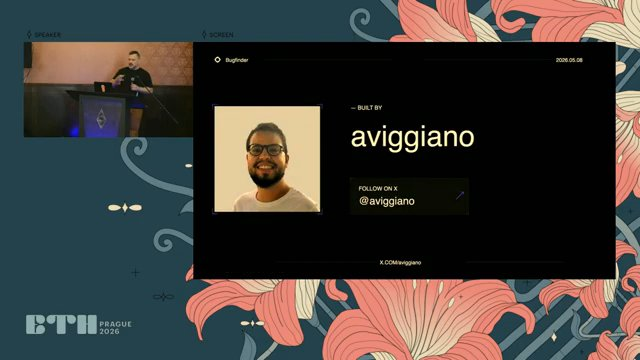 SPEAKER
SCREEN
Bugfinder
2026.05.08
— BUILT BY
aviggiano
FOLLOW ON X
@aviggiano
X.COM/aviggiano
ETH PRAGUE
2026